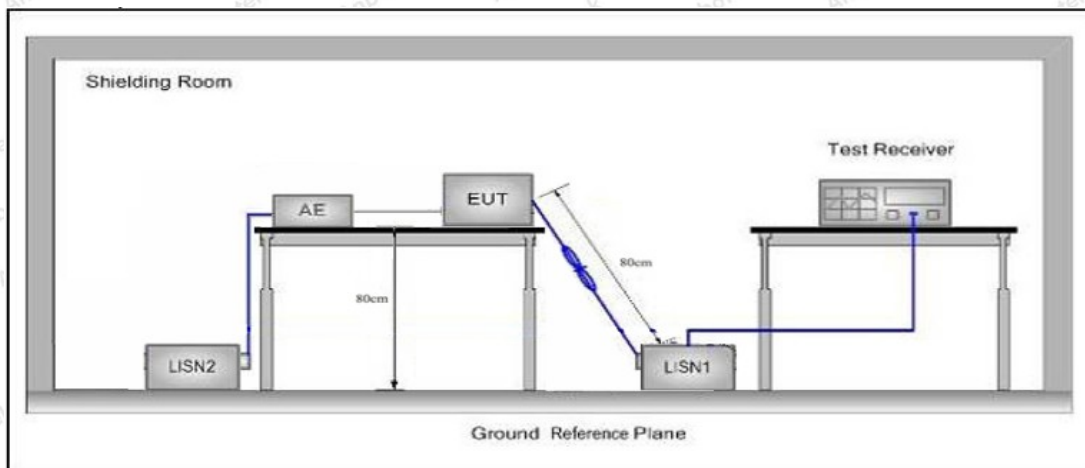 Shielding Room
Test Receiver
AE
EUT
80cm
80cm
LISN2
LISN1
Ground Reference Plane